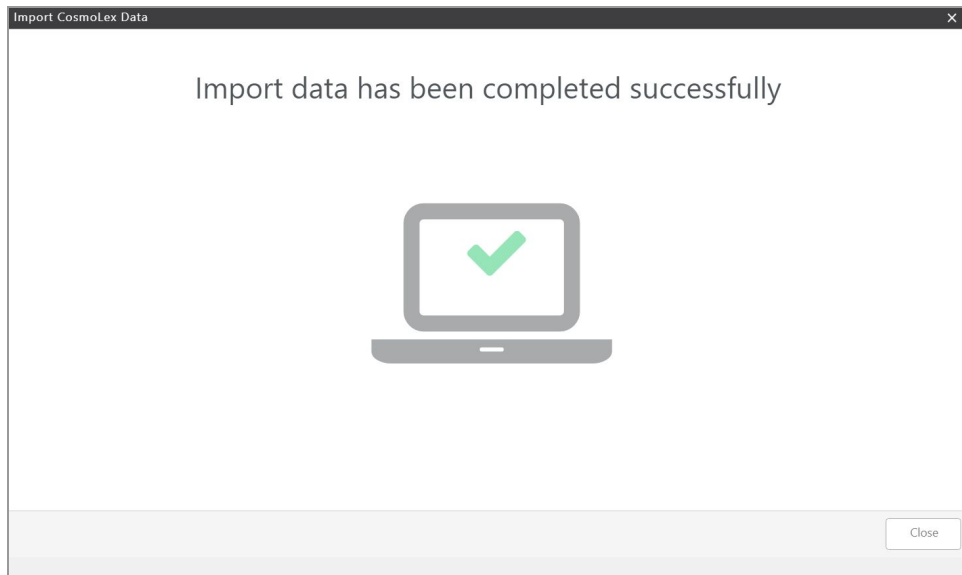 Import CosmoLex Data
Import data has been completed successfully
Close